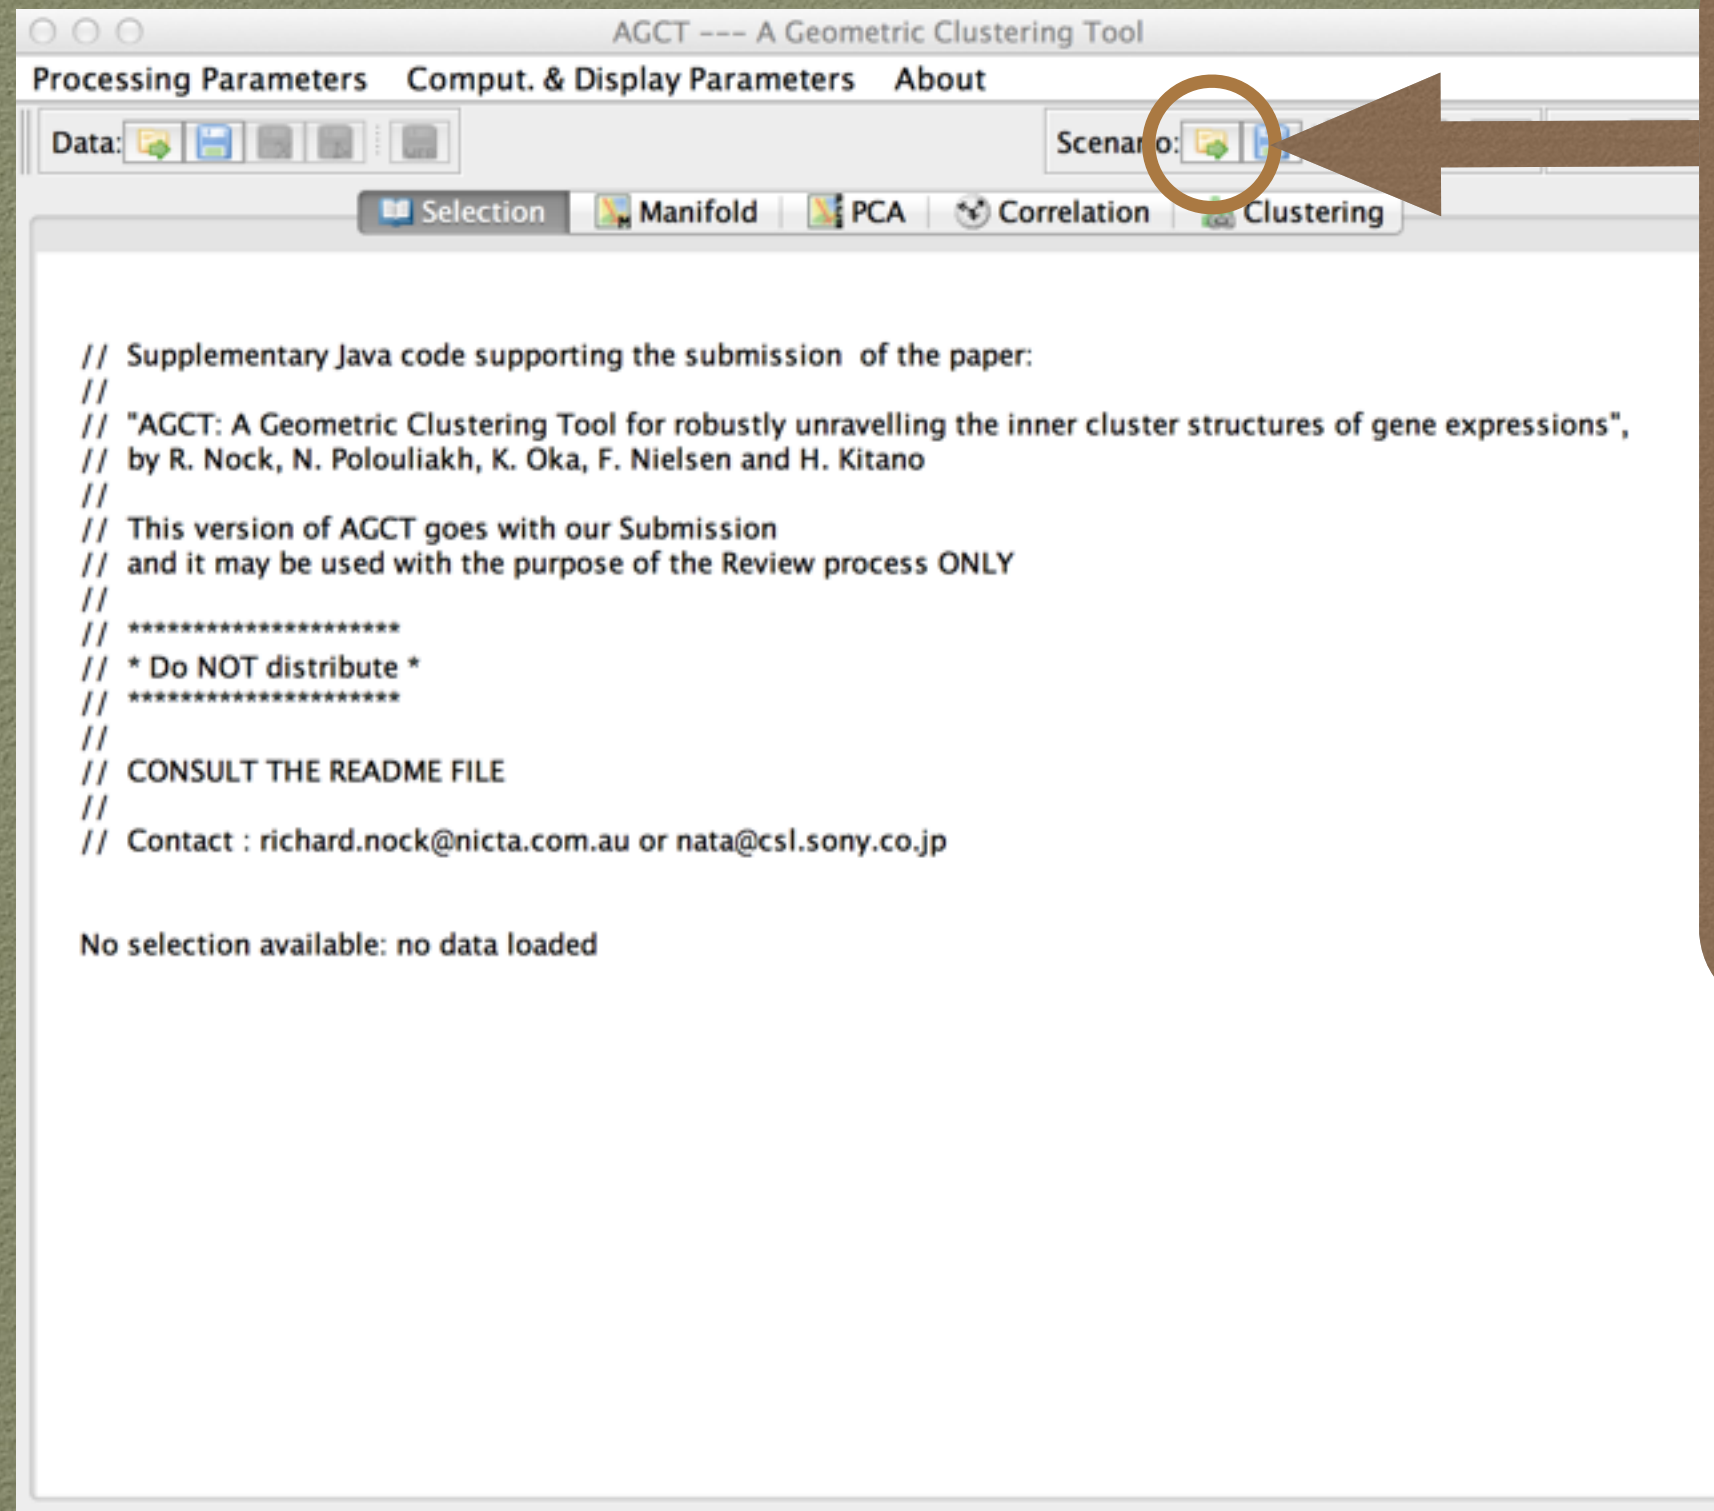 AGCT --- A Geometric Clustering Tool
Processing Parameters Comput. & Display Parameters About
Data: Scenario:
Selection Manifold PCA Correlation Clustering
// Supplementary Java code supporting the submission  of the paper:
//
// "AGCT: A Geometric Clustering Tool for robustly unravelling the inner cluster structures of gene expressions",
// by R. Nock, N. Polouliakh, K. Oka, F. Nielsen and H. Kitano
//
// This version of AGCT goes with our Submission
// and it may be used with the purpose of the Review process ONLY
//
// *********************
// * Do NOT distribute *
// *********************
//
// CONSULT THE README FILE
//
// Contact : richard.nock@nicta.com.au or nata@csl.sony.co.jp
No selection available: no data loaded